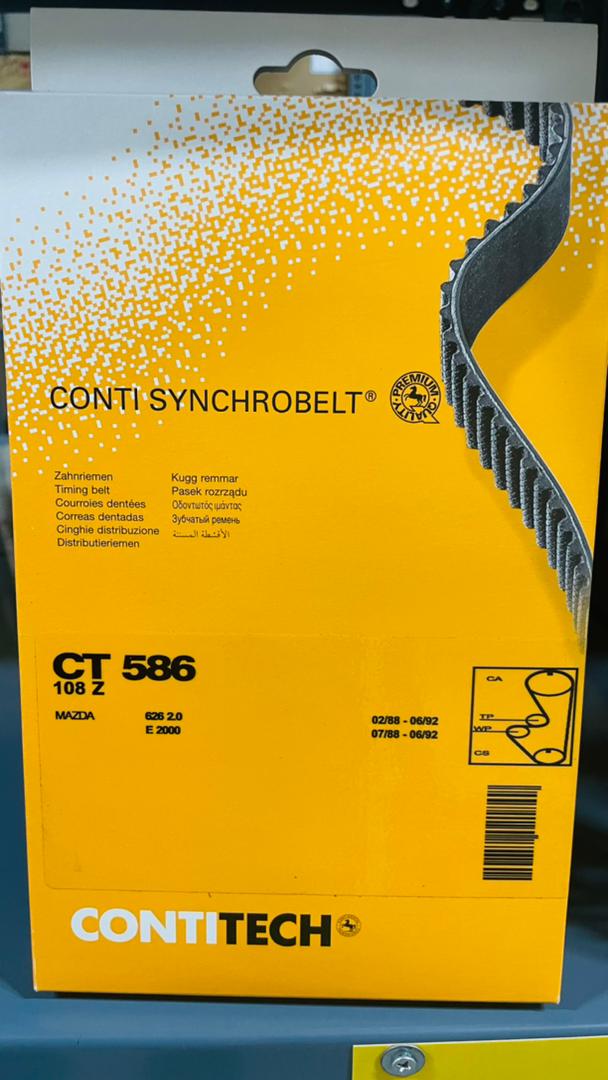 CONTI SYNCHROBELT®
PREMIUM QUALITY
Zahnriemen
Timing belt
Courroies dentées
Correas dentadas
Cinghie distribuzione
Distributieriemen
Kugg remmar
Pasek rozrządu
Οδοντωτός ιμάντας
Зубчатый ремень
الأقشطة المسننة
CT 586
108 Z
MAZDA 626 2.0 02/88 - 06/92
E 2000 07/88 - 06/92
CA
TP
WP
CS
CONTITECH